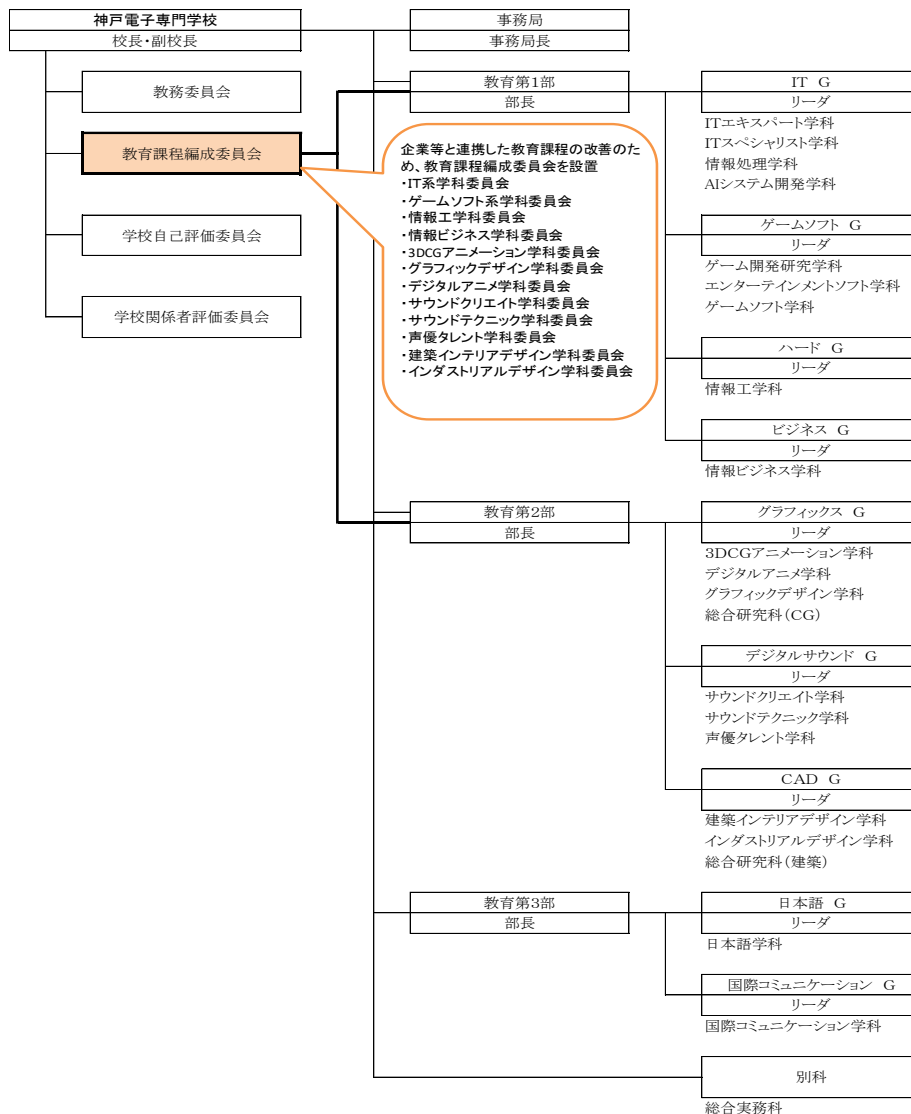 神戸電子専門学校
校長・副校長
教務委員会
教育課程編成委員会
学校自己評価委員会
学校関係者評価委員会
事務局
事務局長
教育第1部
部長
企業等と連携した教育課程の改善のた
め、教育課程編成委員会を設置
・IT系学科委員会
・ゲームソフト系学科委員会
・情報工学科委員会
・情報ビジネス学科委員会
・3DCGアニメーション学科委員会
・グラフィックデザイン学科委員会
・デジタルアニメ学科委員会
・サウンドクリエイト学科委員会
・サウンドテクニック学科委員会
・声優タレント学科委員会
・建築インテリアデザイン学科委員会
・インダストリアルデザイン学科委員会
IT G
リーダ
ITエキスパート学科
ITスペシャリスト学科
情報処理学科
AIシステム開発学科
ゲームソフト G
リーダ
ゲーム開発研究学科
エンターテインメントソフト学科
ゲームソフト学科
ハード G
リーダ
情報工学科
ビジネス G
リーダ
情報ビジネス学科
教育第2部
部長
グラフィックス G
リーダ
3DCGアニメーション学科
デジタルアニメ学科
グラフィックデザイン学科
総合研究科(CG)
デジタルサウンド G
リーダ
サウンドクリエイト学科
サウンドテクニック学科
声優タレント学科
CAD G
リーダ
建築インテリアデザイン学科
インダストリアルデザイン学科
総合研究科(建築)
教育第3部
部長
日本語 G
リーダ
日本語学科
国際コミュニケーション G
リーダ
国際コミュニケーション学科
別科
総合実務科